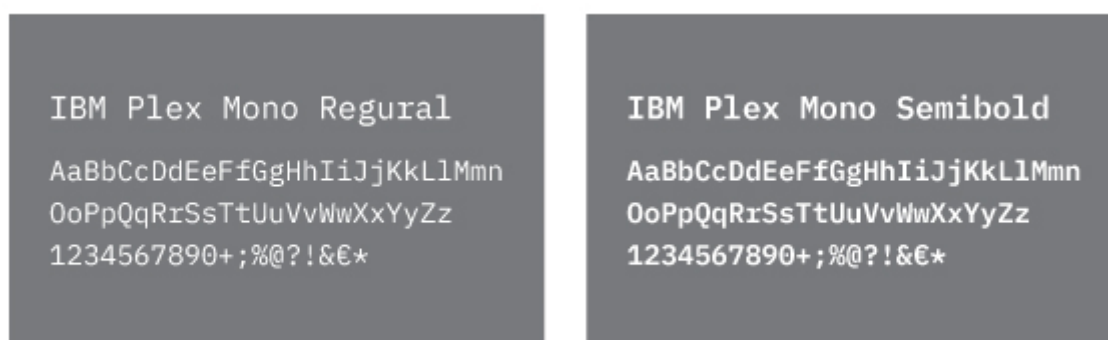 IBM Plex Mono Regural
AaBbCcDdEeFfGgHhIiJjKkLlMmn
OoPpQqRrSsTtUuVvWwXxYyZz
1234567890+;%@?!&€*
IBM Plex Mono Semibold
AaBbCcDdEeFfGgHhIiJjKkLlMmn
OoPpQqRrSsTtUuVvWwXxYyZz
1234567890+;%@?!&€*